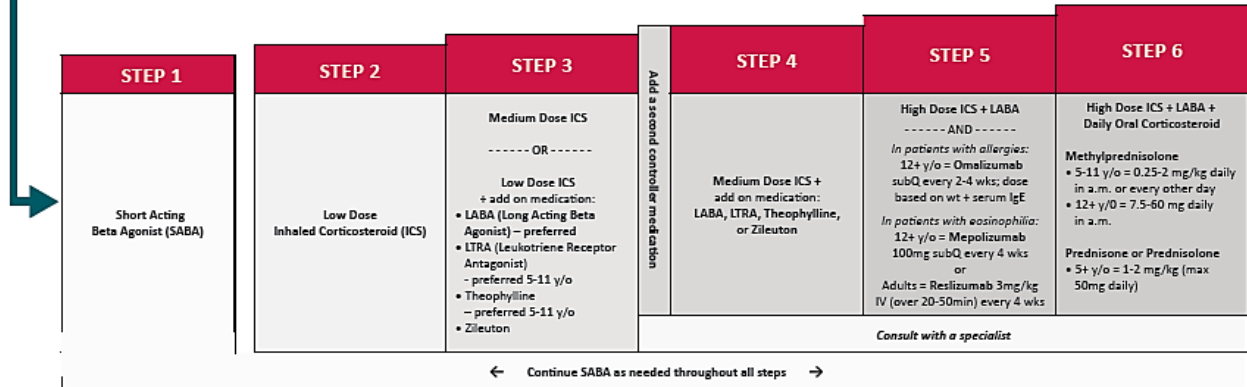 STEP 1
Short Acting
Beta Agonist (SABA)
STEP 2
Low Dose
Inhaled Corticosteroid (ICS)
STEP 3
Medium Dose ICS
------ OR ------
Low Dose ICS
+ add on medication:
• LABA (Long Acting Beta
Agonist) – preferred
• LTRA (Leukotriene Receptor
Antagonist)
- preferred 5-11 y/o
• Theophylline
– preferred 5-11 y/o
• Zileuton
Add a second controller medication
STEP 4
Medium Dose ICS +
add on medication:
LABA, LTRA, Theophylline,
or Zileuton
STEP 5
High Dose ICS + LABA
------ AND ------
In patients with allergies:
12+ y/o = Omalizumab
subQ every 2-4 wks; dose
based on wt + serum IgE
In patients with eosinophilia:
12+ y/o = Mepolizumab
100mg subQ every 4 wks
or
Adults = Reslizumab 3mg/kg
IV (over 20-50min) every 4 wks
STEP 6
High Dose ICS + LABA +
Daily Oral Corticosteroid
Methylprednisolone
• 5-11 y/o = 0.25-2 mg/kg daily
in a.m. or every other day
• 12+ y/0 = 7.5-60 mg daily
in a.m.
Prednisone or Prednisolone
• 5+ y/o = 1-2 mg/kg (max
50mg daily)
Consult with a specialist
← Continue SABA as needed throughout all steps →